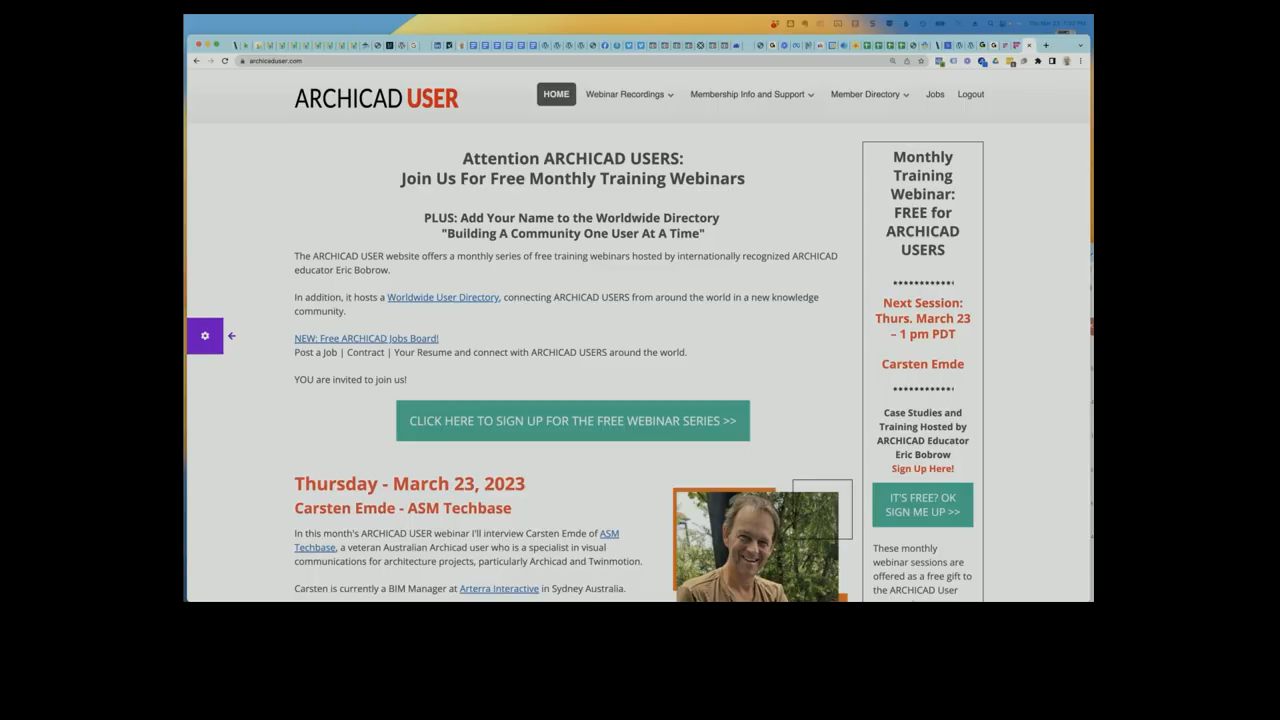 archicaduser.com
ARCHICAD USER
HOME
Webinar Recordings
Membership Info and Support
Member Directory
Jobs
Logout
Attention ARCHICAD USERS:
Join Us For Free Monthly Training Webinars
PLUS: Add Your Name to the Worldwide Directory
"Building A Community One User At A Time"
The ARCHICAD USER website offers a monthly series of free training webinars hosted by internationally recognized ARCHICAD
educator Eric Bobrow.
In addition, it hosts a Worldwide User Directory, connecting ARCHICAD USERS from around the world in a new knowledge
community.
NEW: Free ARCHICAD Jobs Board!
Post a Job | Contract | Your Resume and connect with ARCHICAD USERS around the world.
YOU are invited to join us!
CLICK HERE TO SIGN UP FOR THE FREE WEBINAR SERIES >>
Thursday - March 23, 2023
Carsten Emde - ASM Techbase
In this month's ARCHICAD USER webinar I'll interview Carsten Emde of ASM
Techbase, a veteran Australian Archicad user who is a specialist in visual
communications for architecture projects, particularly Archicad and Twinmotion.
Carsten is currently a BIM Manager at Arterra Interactive in Sydney Australia.
Monthly
Training
Webinar:
FREE for
ARCHICAD
USERS
Next Session:
Thurs. March 23
– 1 pm PDT
Carsten Emde
Case Studies and
Training Hosted by
ARCHICAD Educator
Eric Bobrow
Sign Up Here!
IT'S FREE? OK
SIGN ME UP >>
These monthly
webinar sessions are
offered as a free gift to
the ARCHICAD User